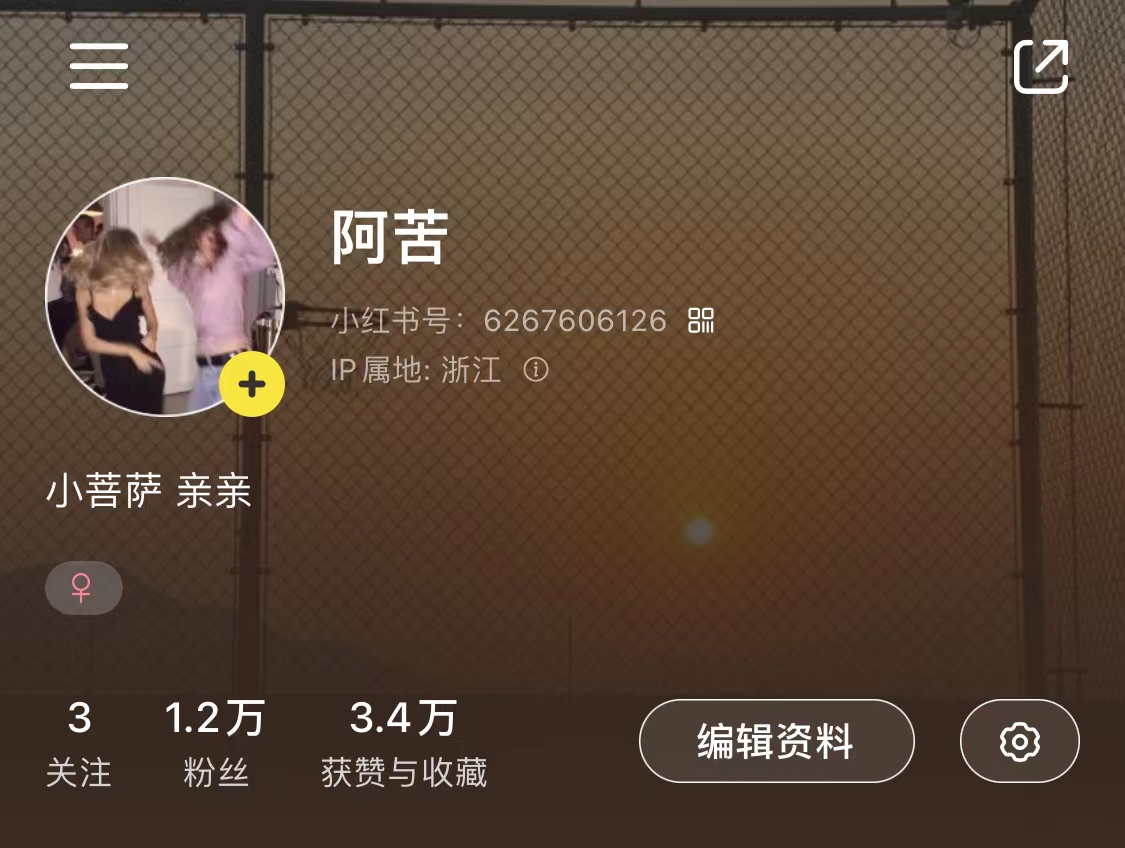 阿苦
小红书号：6267606126
IP属地: 浙江
小菩萨 亲亲
3 1.2万 3.4万
关注 粉丝 获赞与收藏
编辑资料